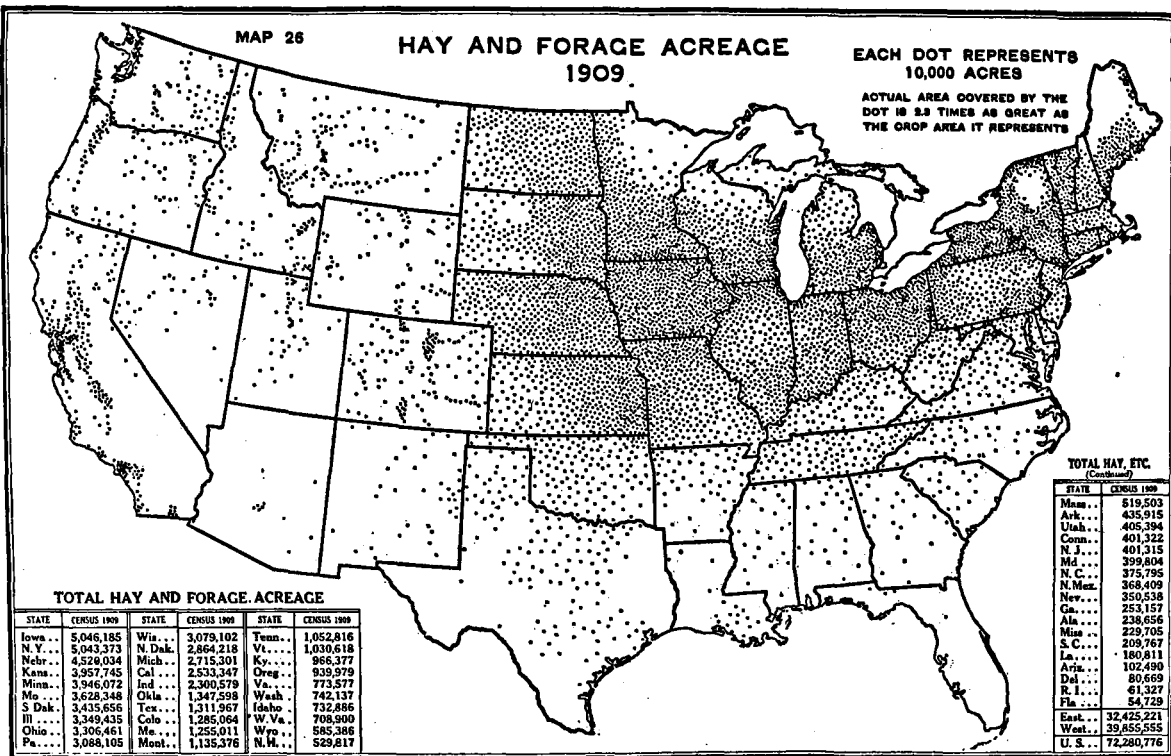 MAP 26
HAY AND FORAGE ACREAGE
1909
EACH DOT REPRESENTS
10,000 ACRES
ACTUAL AREA COVERED BY THE
DOT IS 2.3 TIMES AS GREAT AS
THE CROP AREA IT REPRESENTS
TOTAL HAY AND FORAGE. ACREAGE
STATE CENSUS 1909 STATE CENSUS 1909 STATE CENSUS 1909
Iowa... 5,046,185 Wis... 3,079,102 Tenn.. 1,052,816
N. Y... 5,043,373 N. Dak. 2,864,218 Vt... 1,030,618
Nebr.. 4,520,034 Mich.. 2,715,301 Ky.... 966,377
Kans.. 3,957,745 Cal ... 2,533,347 Oreg.. 939,979
Minn.. 3,946,072 Ind ... 2,300,579 Va.... 773,577
Mo ... 3,628,348 Okla... 1,347,598 Wash 742,137
S Dak. 3,435,656 Tex... 1,311,967 Idaho 732,886
Ill .... 3,349,435 Colo .. 1,285,064 W. Va. 708,900
Ohio.. 3,306,461 Me.... 1,255,011 Wyo .. 585,386
Pa.... 3,088,105 Mont.. 1,135,376 N.H... 529,817
TOTAL HAY, ETC.
(Continued)
STATE CENSUS 1909
Mass... 519,503
Ark... 435,915
Utah... 405,394
Conn... 401,322
N. J... 401,315
Md.... 399,804
N. C... 375,795
N. Mex. 368,409
Nev... 350,538
Ga.... 253,157
Ala ... 238,656
Miss .. 229,705
S. C... 209,767
La.... 180,811
Ariz... 102,490
Del ... 80,669
R. I... 61,327
Fla ... 54,729
East... 32,425,221
West.. 39,855,555
U. S... 72,280,776